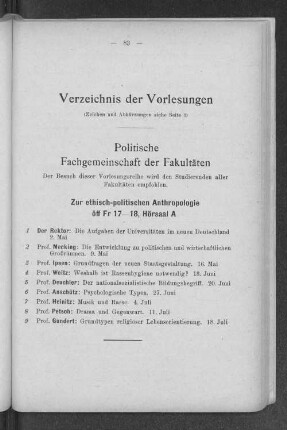 — 83 —
Verzeichnis der Vorlesungen
(Zeichen und Abkürzungen siehe Seite 3)
Politische
Fachgemeinschaft der Fakultäten
Der Besuch dieser Vorlesungsreihe wird den Studierenden aller
Fakultäten empfohlen.
Zur ethisch-politischen Anthropologie
öff Fr 17—18, Hörsaal A
1 Der Rektor: Die Aufgaben der Universitäten im neuen Deutschland
2. Mai
2 Prof. Wecking: Die Entwicklung zu politischen und wirtschaftlichen
Großräumen. 9. Mai
3 Prof. Ipsen: Grundfragen der neuen Staatsgestaltung. 16. Mai
4 Prof. Weitz: Weshalb ist Rassenhygiene notwendig? 13. Juni
5 Prof. Deuchler: Der nationalsozialistische Bildungsbegriff. 20. Juni
6 Prof. Anschütz: Psychologische Typen. 27. Juni
7 Prof. Heinitz: Musik und Rasse. 4. Juli
8 Prof. Petsch: Drama und Gegenwart. 11. Juli
9 Prof. Gundert: Grundtypen religiöser Lebensorientierung. 18. Juli